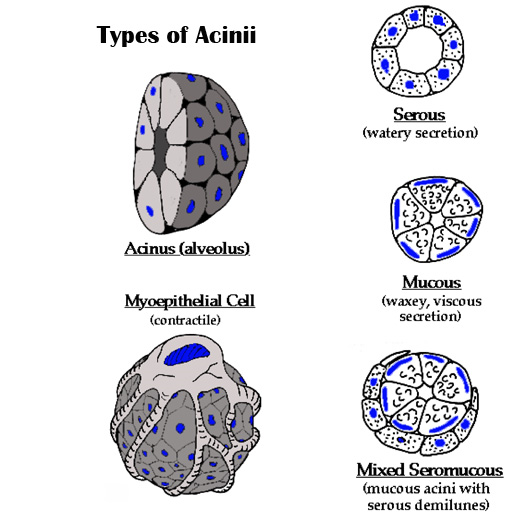 Types of Acinii
Acinus (alveolus)
Myoepithelial Cell
(contractile)
Serous
(watery secretion)
Mucous
(waxey, viscous
secretion)
Mixed Seromucous
(mucous acini with
serous demilunes)